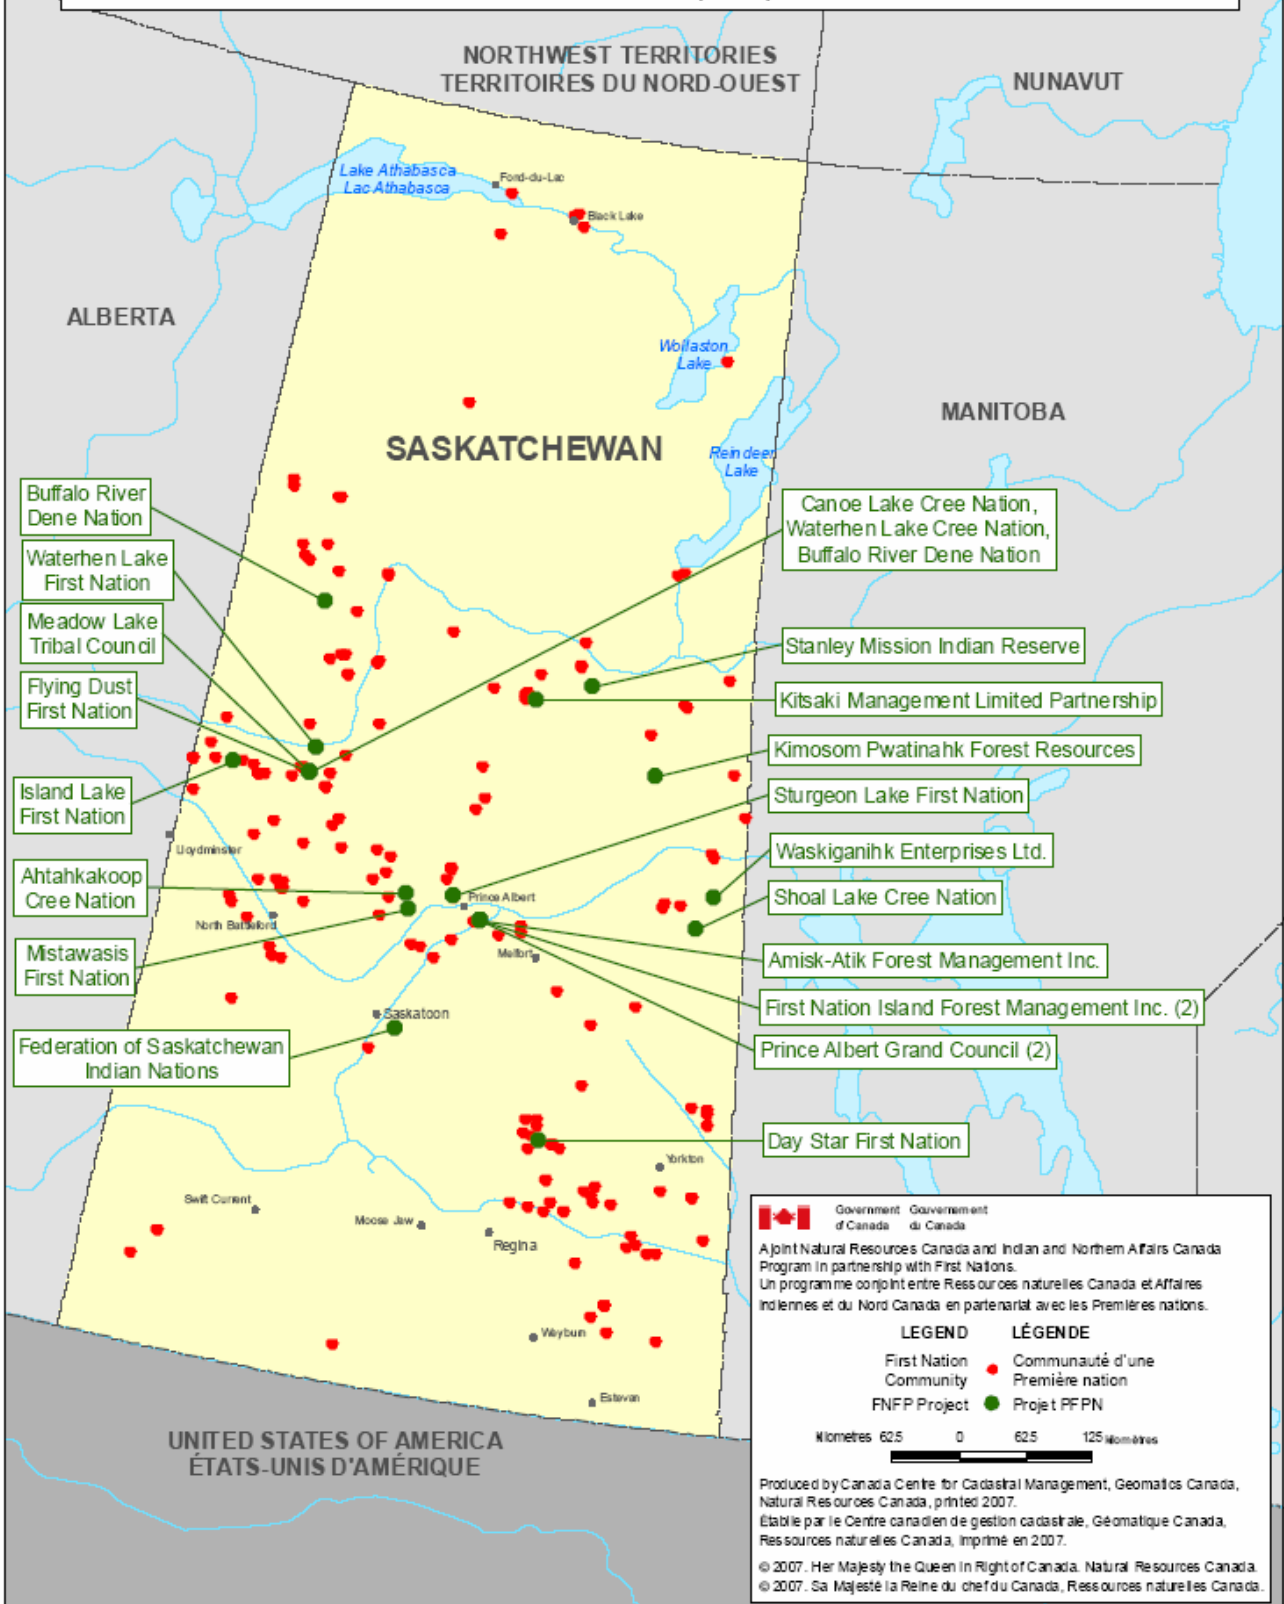 NORTHWEST TERRITORIES
TERRITOIRES DU NORD-OUEST
NUNAVUT
Lake Athabasca
Lac Athabasca
Fond-du-Lac
Black Lake
ALBERTA
Wollaston
Lake
MANITOBA
SASKATCHEWAN
Reindeer
Lake
Buffalo River
Dene Nation
Canoe Lake Cree Nation,
Waterhen Lake Cree Nation,
Buffalo River Dene Nation
Waterhen Lake
First Nation
Meadow Lake
Tribal Council
Stanley Mission Indian Reserve
Flying Dust
First Nation
Kitsaki Management Limited Partnership
Kimosom Pwatinahk Forest Resources
Island Lake
First Nation
Sturgeon Lake First Nation
Lloydminster
Waskiganihk Enterprises Ltd.
Ahtahkakoop
Cree Nation
Prince Albert
Shoal Lake Cree Nation
North Battleford
Mistawasis
First Nation
Melfort
Amisk-Atik Forest Management Inc.
First Nation Island Forest Management Inc. (2)
Saskatoon
Federation of Saskatchewan
Indian Nations
Prince Albert Grand Council (2)
Day Star First Nation
Yorkton
Swift Current
Moose Jaw
Regina
Weyburn
Estevan
UNITED STATES OF AMERICA
ÉTATS-UNIS D'AMÉRIQUE
Government Gouvernement
of Canada du Canada
A joint Natural Resources Canada and Indian and Northern Affairs Canada
Program in partnership with First Nations.
Un programme conjoint entre Ressources naturelles Canada et Affaires
indiennes et du Nord Canada en partenariat avec les Premières nations.
LEGEND LÉGENDE
First Nation Communauté d'une
Community Première nation
FNFP Project Projet PFPN
Kilometres 62.5 0 62.5 125 kilomètres
Produced by Canada Centre for Cadastral Management, Geomatics Canada,
Natural Resources Canada, printed 2007.
Établie par le Centre canadien de gestion cadastrale, Géomatique Canada,
Ressources naturelles Canada, imprimé en 2007.
© 2007. Her Majesty the Queen in Right of Canada. Natural Resources Canada.
© 2007. Sa Majesté la Reine du chef du Canada, Ressources naturelles Canada.